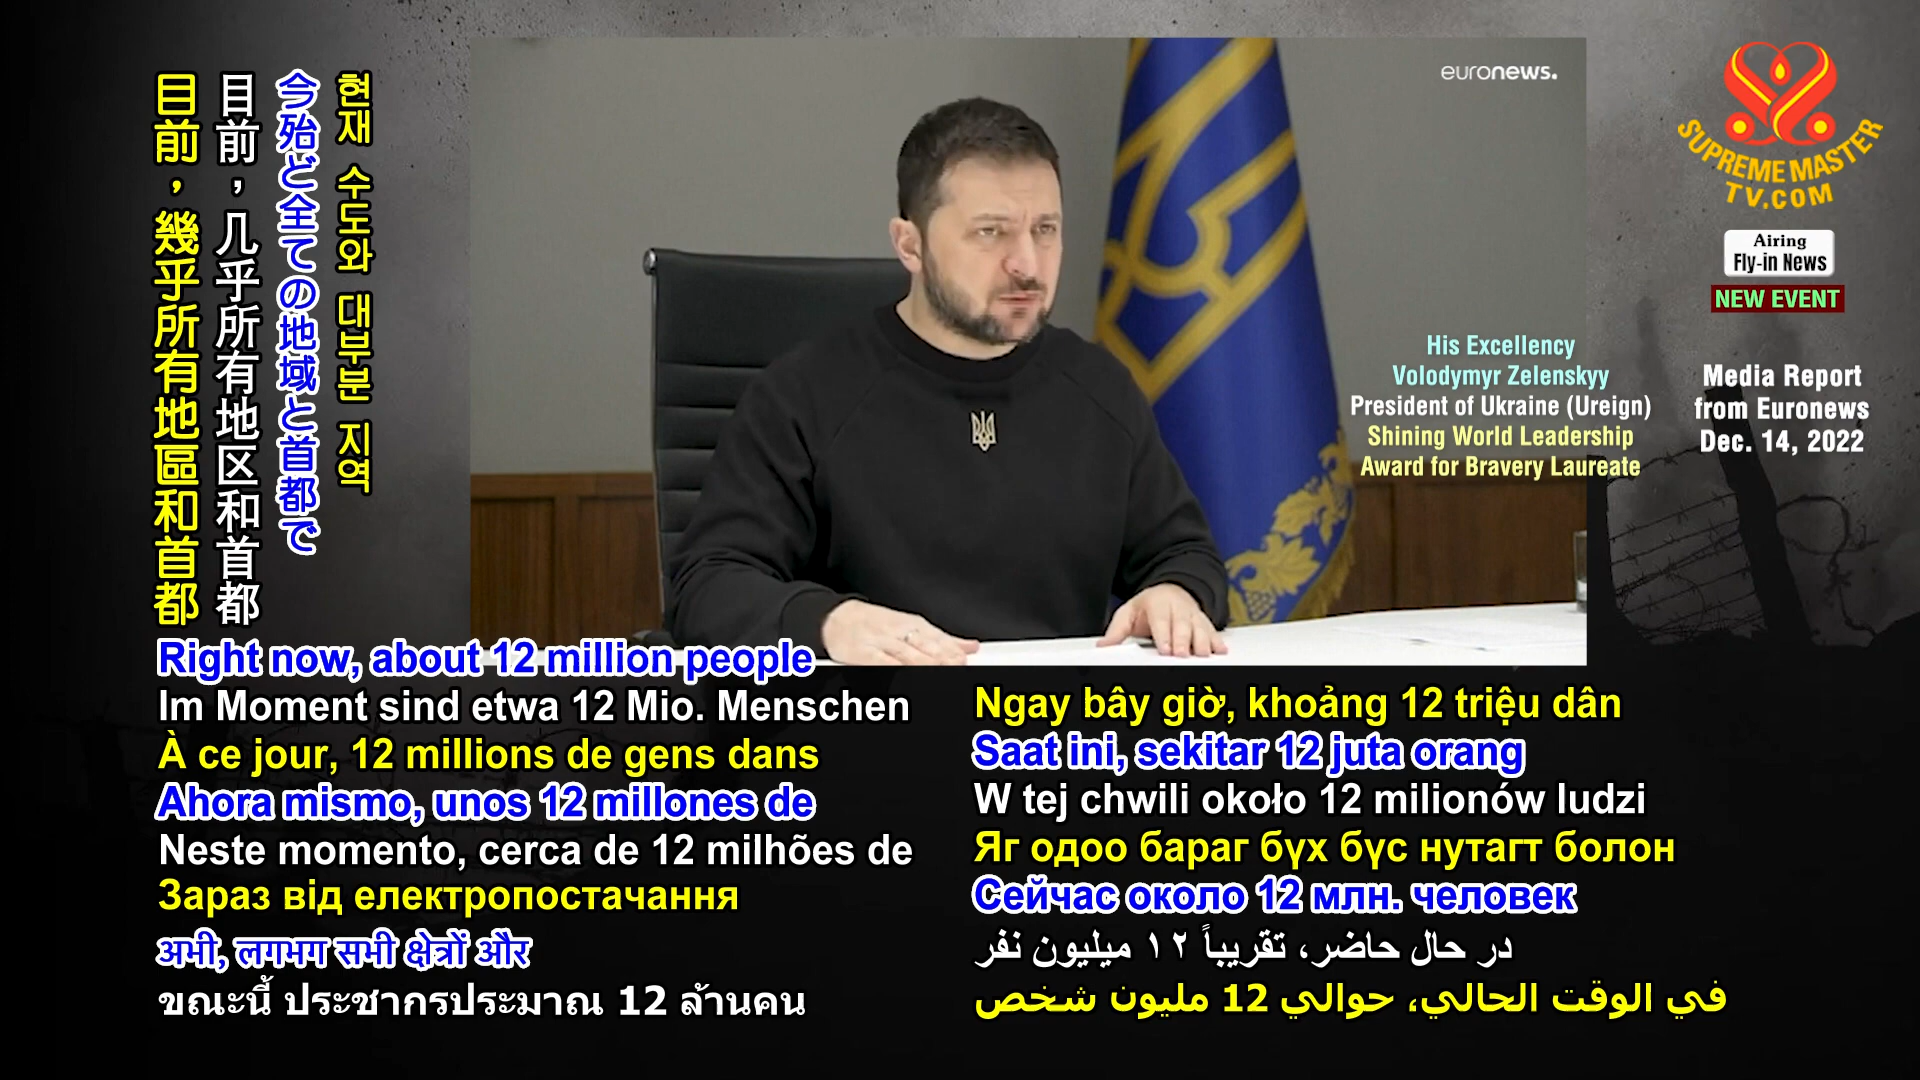 현재 수도와 대부분 지역
今殆ど全ての地域と首都で
目前，几乎所有地区和首都
目前，幾乎所有地區和首都
euronews.
SUPREME MASTER
TV.COM
Airing
Fly-in News
NEW EVENT
His Excellency
Volodymyr Zelenskyy
President of Ukraine (Ureign)
Shining World Leadership
Award for Bravery Laureate
Media Report
from Euronews
Dec. 14, 2022
Right now, about 12 million people
Im Moment sind etwa 12 Mio. Menschen
À ce jour, 12 millions de gens dans
Ahora mismo, unos 12 millones de
Neste momento, cerca de 12 milhões de
Зараз від електропостачання
अभी, लगभग सभी क्षेत्रों और
ขณะนี้ ประชากรประมาณ 12 ล้านคน
Ngay bây giờ, khoảng 12 triệu dân
Saat ini, sekitar 12 juta orang
W tej chwili około 12 milionów ludzi
Яг одоо бараг бүх бүс нутагт болон
Сейчас около 12 млн. человек
در حال حاضر، تقریباً ۱۲ میلیون نفر
في الوقت الحالي، حوالي 12 مليون شخص